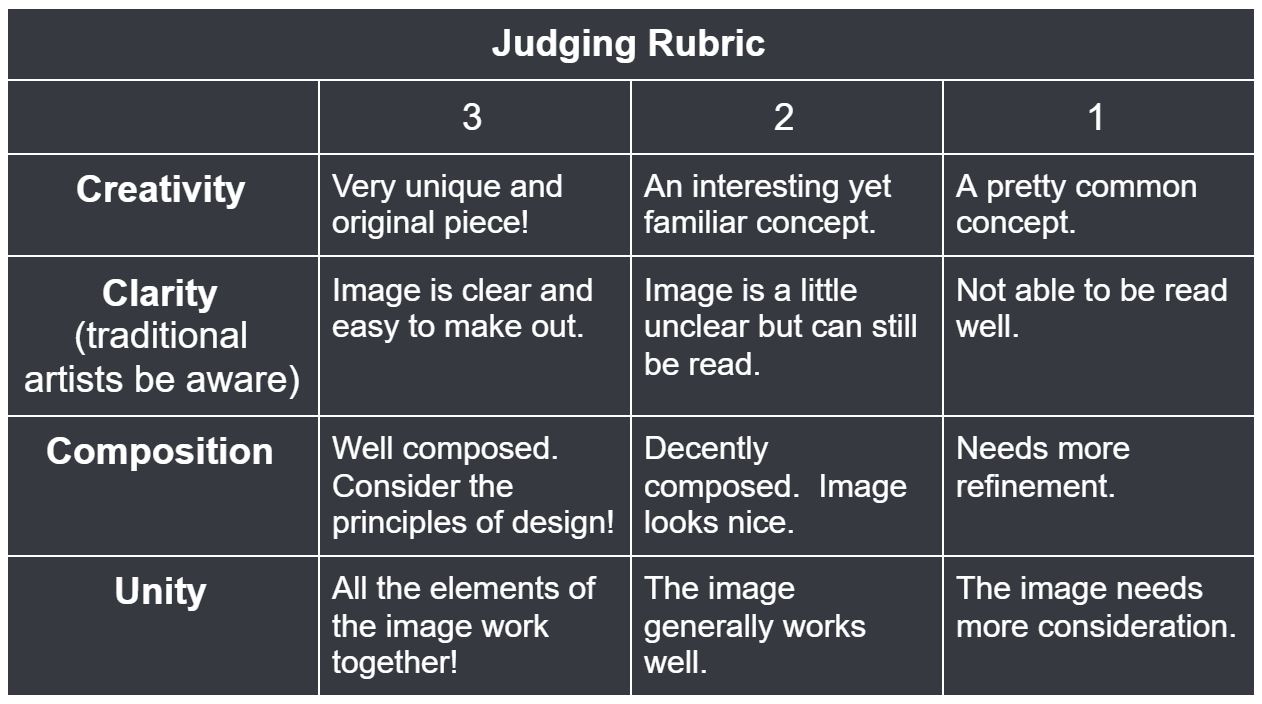 Judging Rubric
3
2
1
Creativity
Very unique and
original piece!
An interesting yet
familiar concept.
A pretty common
concept.
Clarity
(traditional
artists be aware)
Image is clear and
easy to make out.
Image is a little
unclear but can still
be read.
Not able to be read
well.
Composition
Well composed.
Consider the
principles of design!
Decently
composed.  Image
looks nice.
Needs more
refinement.
Unity
All the elements of
the image work
together!
The image
generally works
well.
The image needs
more consideration.